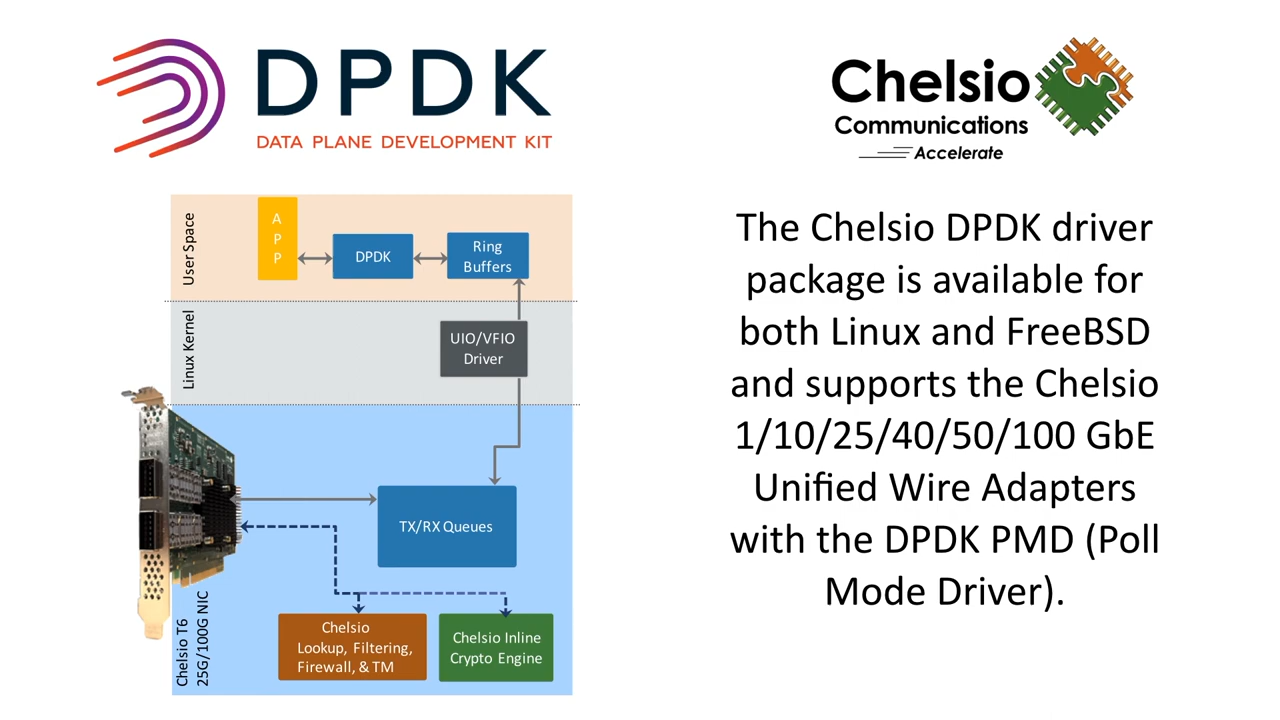 DPDK
DATA PLANE DEVELOPMENT KIT
Chelsio
Communications
Accelerate
User Space
A
P
P
DPDK
Ring
Buffers
Linux Kernel
UIO/VFIO
Driver
Chelsio T6
25G/100G NIC
TX/RX Queues
Chelsio
Lookup, Filtering,
Firewall, & TM
Chelsio Inline
Crypto Engine
The Chelsio DPDK driver
package is available for
both Linux and FreeBSD
and supports the Chelsio
1/10/25/40/50/100 GbE
Unified Wire Adapters
with the DPDK PMD (Poll
Mode Driver).